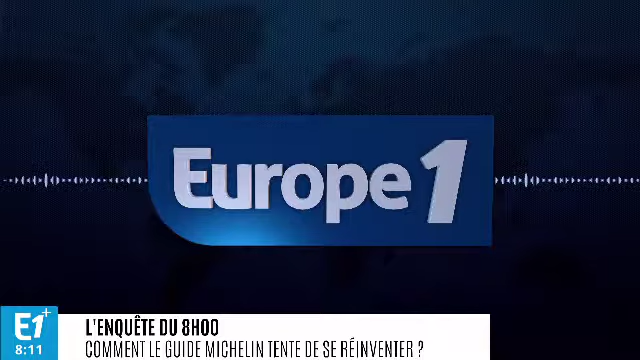 Europe 1
L'ENQUÊTE DU 8H00
COMMENT LE GUIDE MICHELIN TENTE DE SE RÉINVENTER ?
E1+
8:11